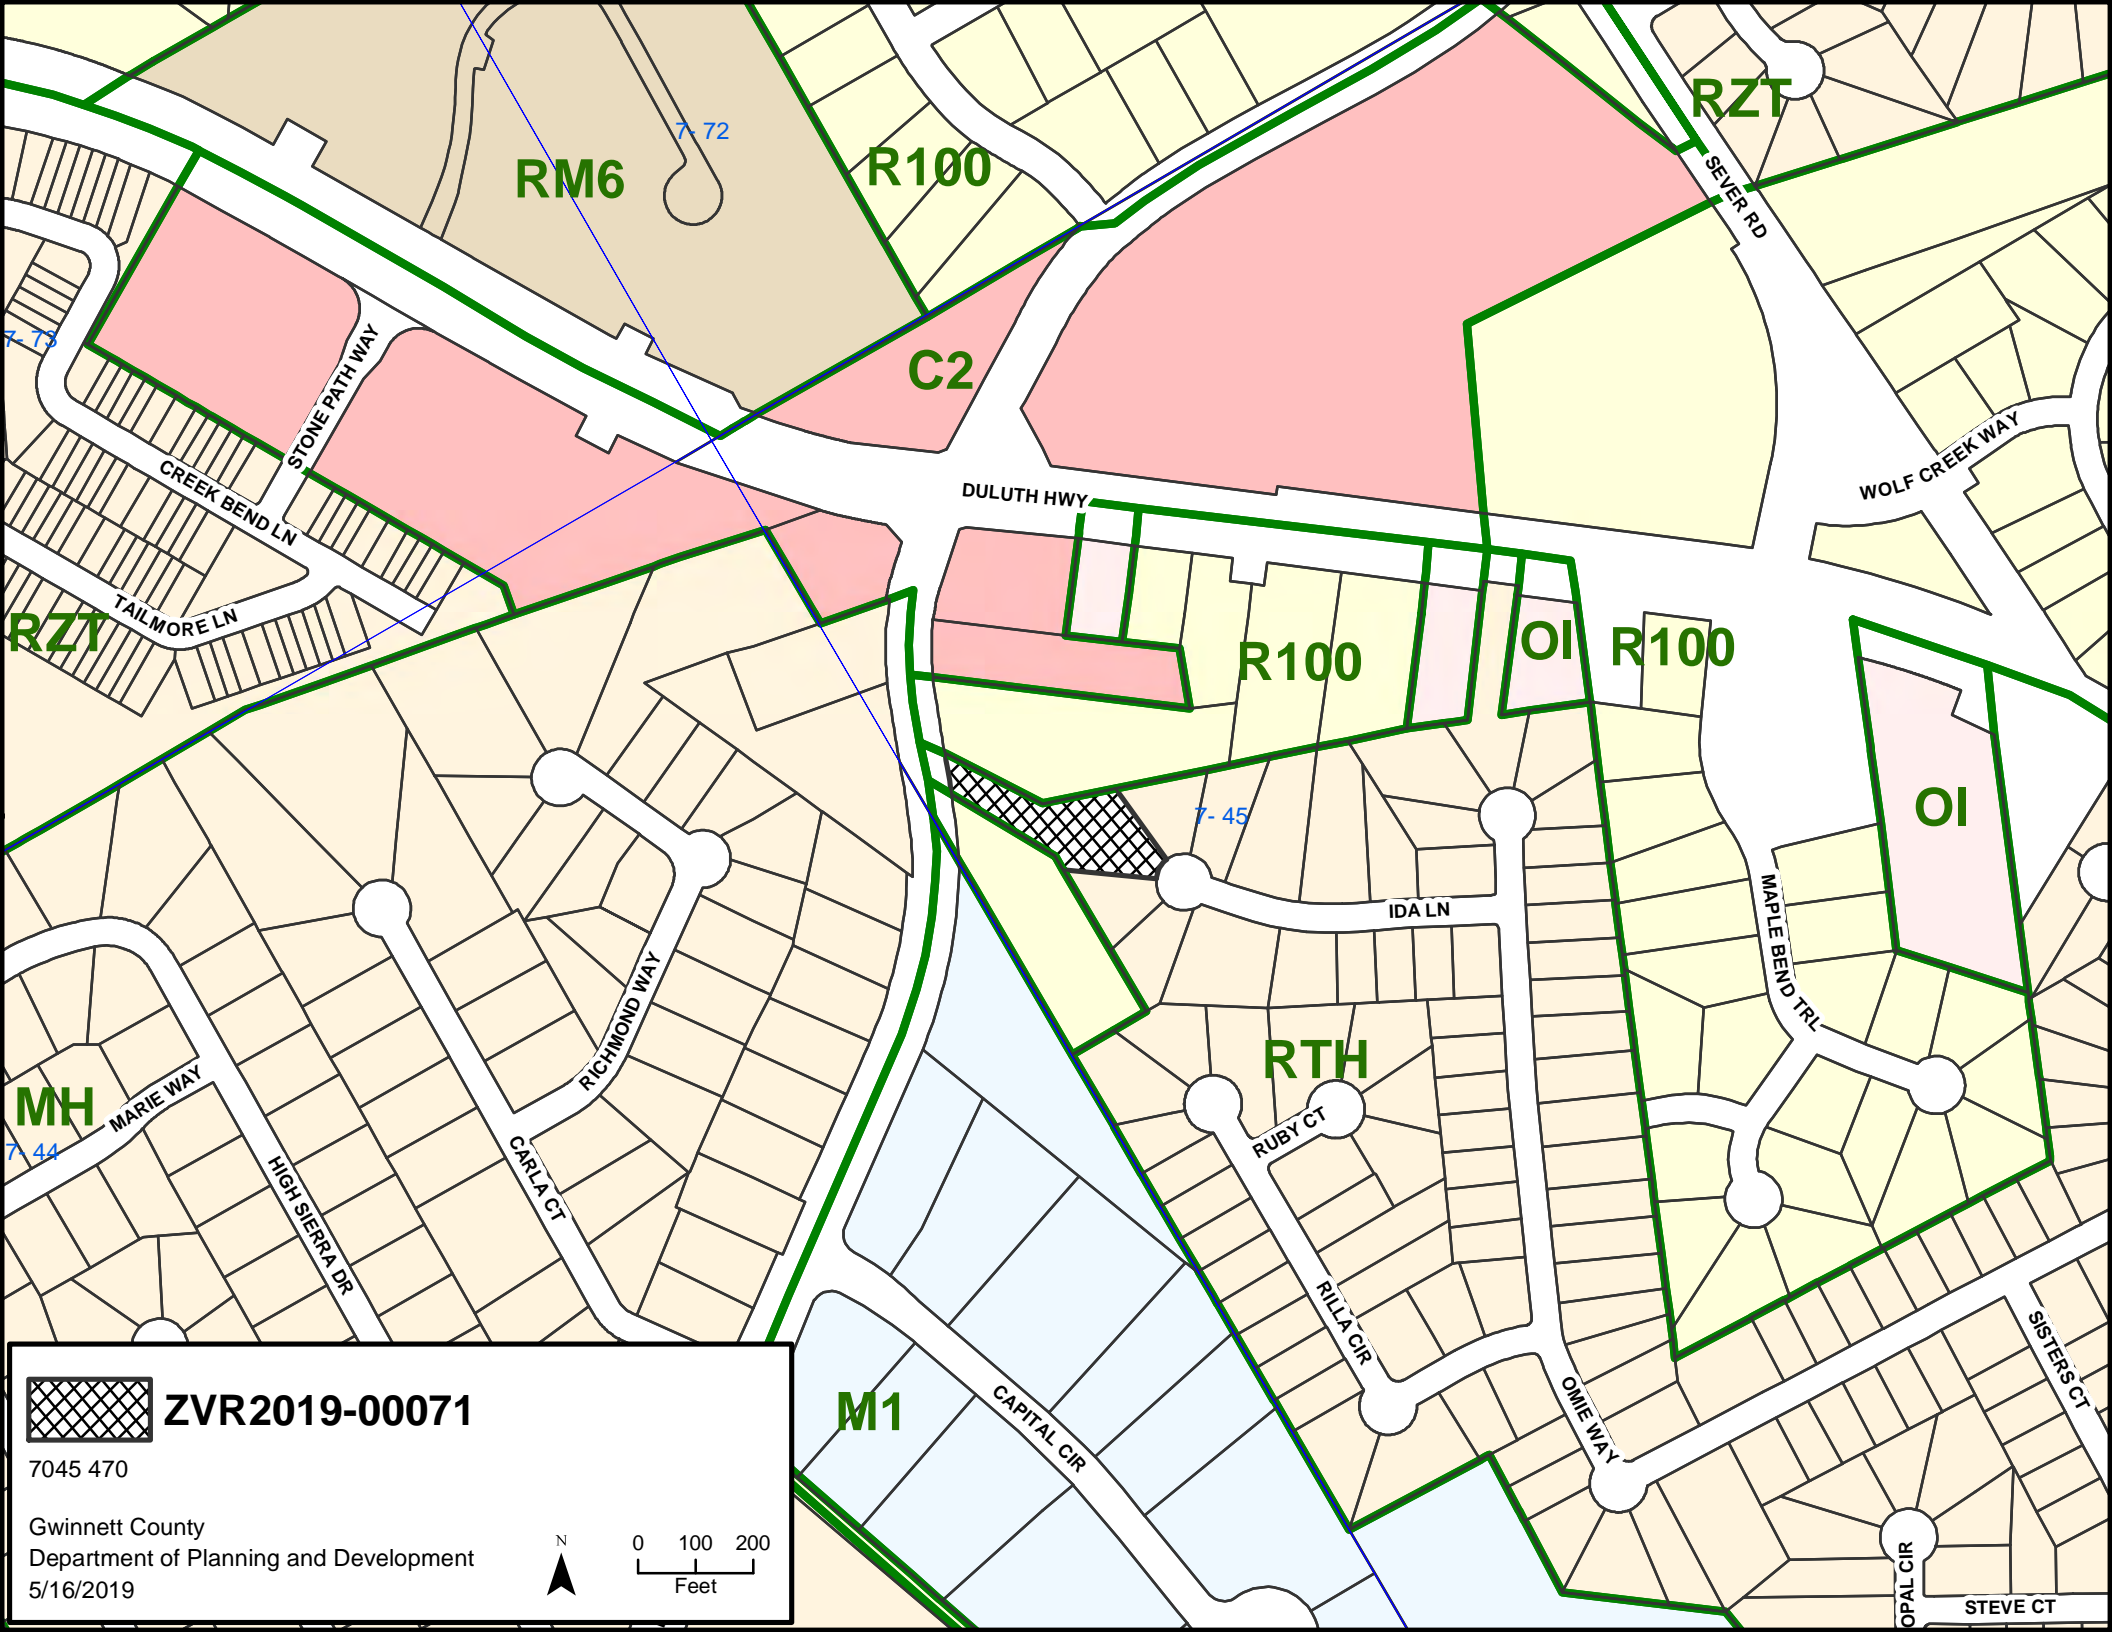 RZT
7- 72
R100
RM6
SEVER RD
7- 73
STONE PATH WAY
C2
WOLF CREEK WAY
CREEK BEND LN
DULUTH HWY
TAILMORE LN
RZT
R100
OI
R100
7- 45
OI
IDA LN
MAPLE BEND TRL
RICHMOND WAY
RTH
MH
MARIE WAY
7- 44
RUBY CT
CARLA CT
HIGH SIERRA DR
RILLA CIR
SISTERS CT
OMIE WAY
M1
CAPITAL CIR
OPAL CIR
STEVE CT
ZVR2019-00071
7045 470
Gwinnett County
Department of Planning and Development
5/16/2019
N
0 100 200
Feet